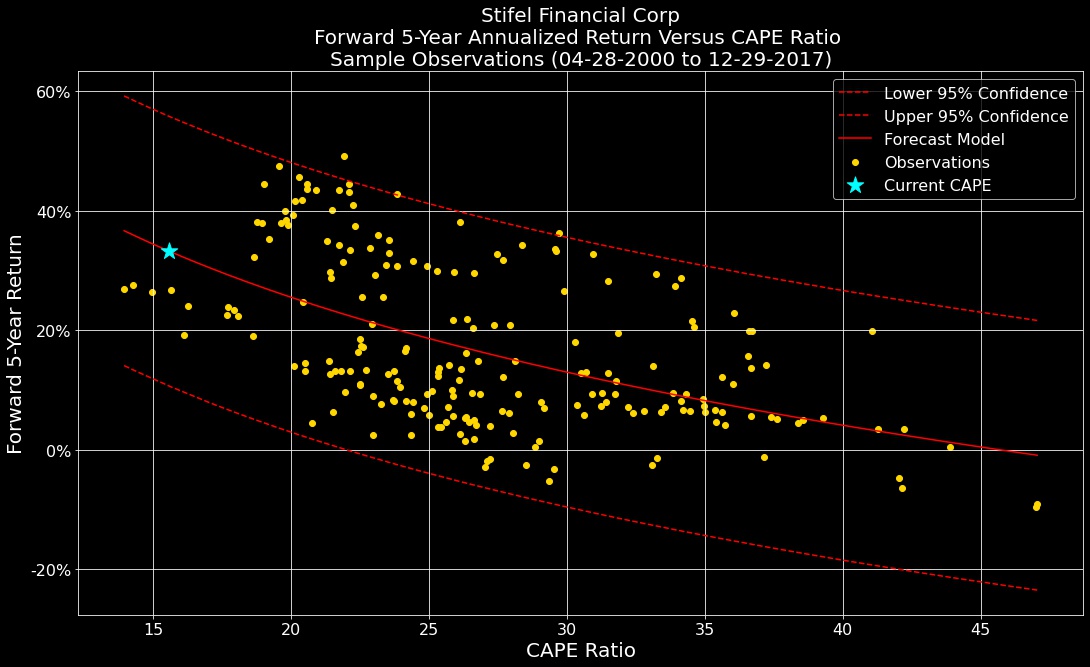 Stifel Financial Corp
Forward 5-Year Annualized Return Versus CAPE Ratio
Sample Observations (04-28-2000 to 12-29-2017)
Lower 95% Confidence
Upper 95% Confidence
Forecast Model
Observations
Current CAPE
Forward 5-Year Return
60%
40%
20%
0%
-20%
15 20 25 30 35 40 45
CAPE Ratio